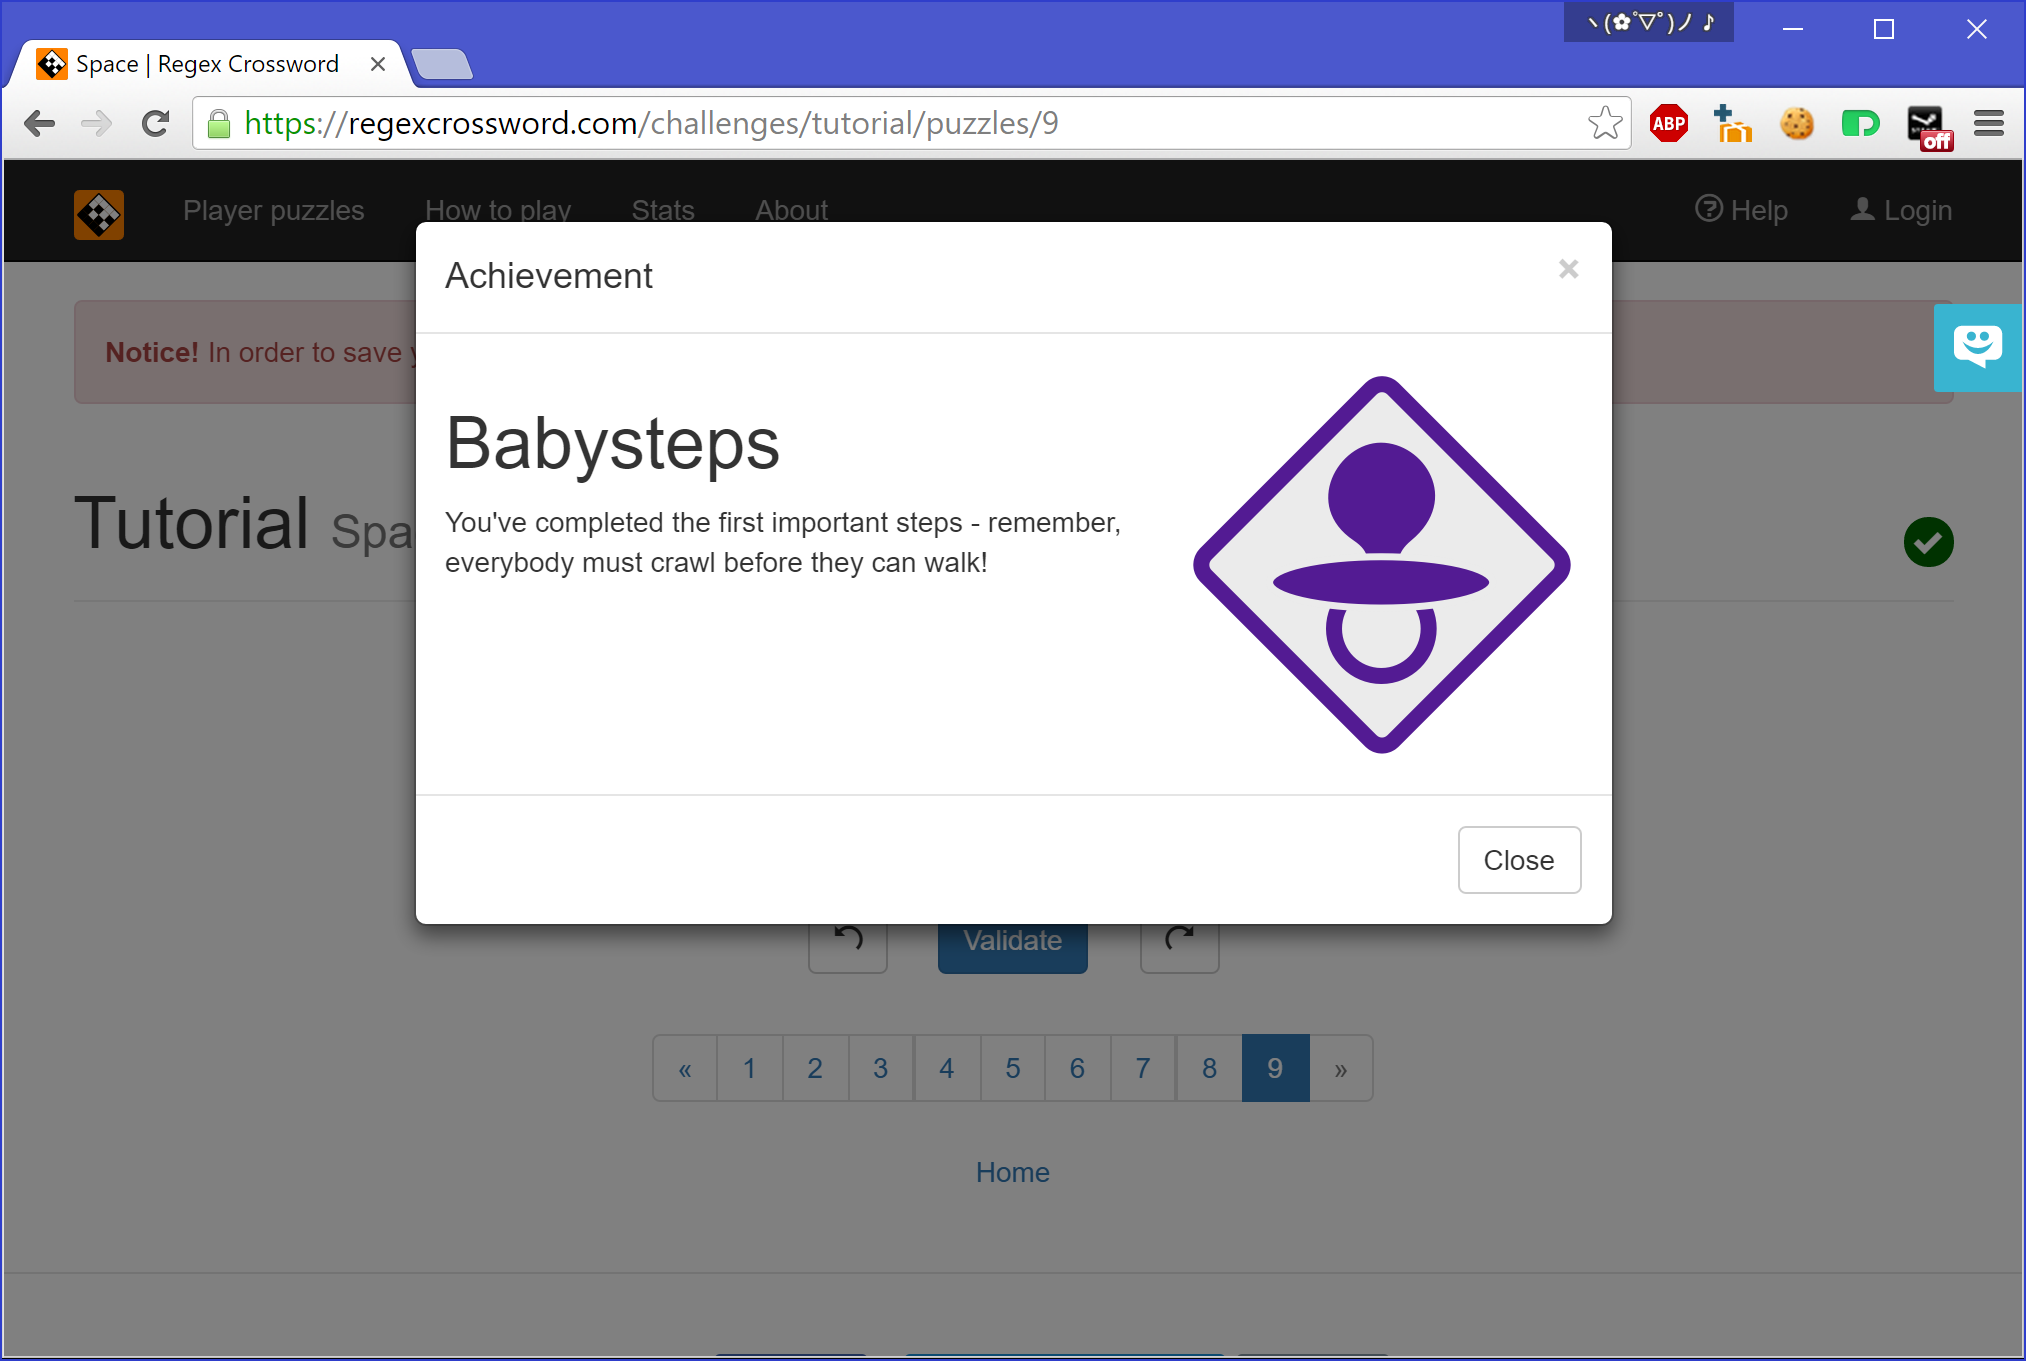 ヽ(✿ﾟ▽ﾟ)ノ ♪
Space | Regex Crossword
https://regexcrossword.com/challenges/tutorial/puzzles/9
ABP
off
Player puzzles How to play Stats About Help Login
Achievement ×
Notice! In order to save
Babysteps
You've completed the first important steps - remember,
everybody must crawl before they can walk!
Tutorial Spa
Close
Validate
« 1 2 3 4 5 6 7 8 9 »
Home